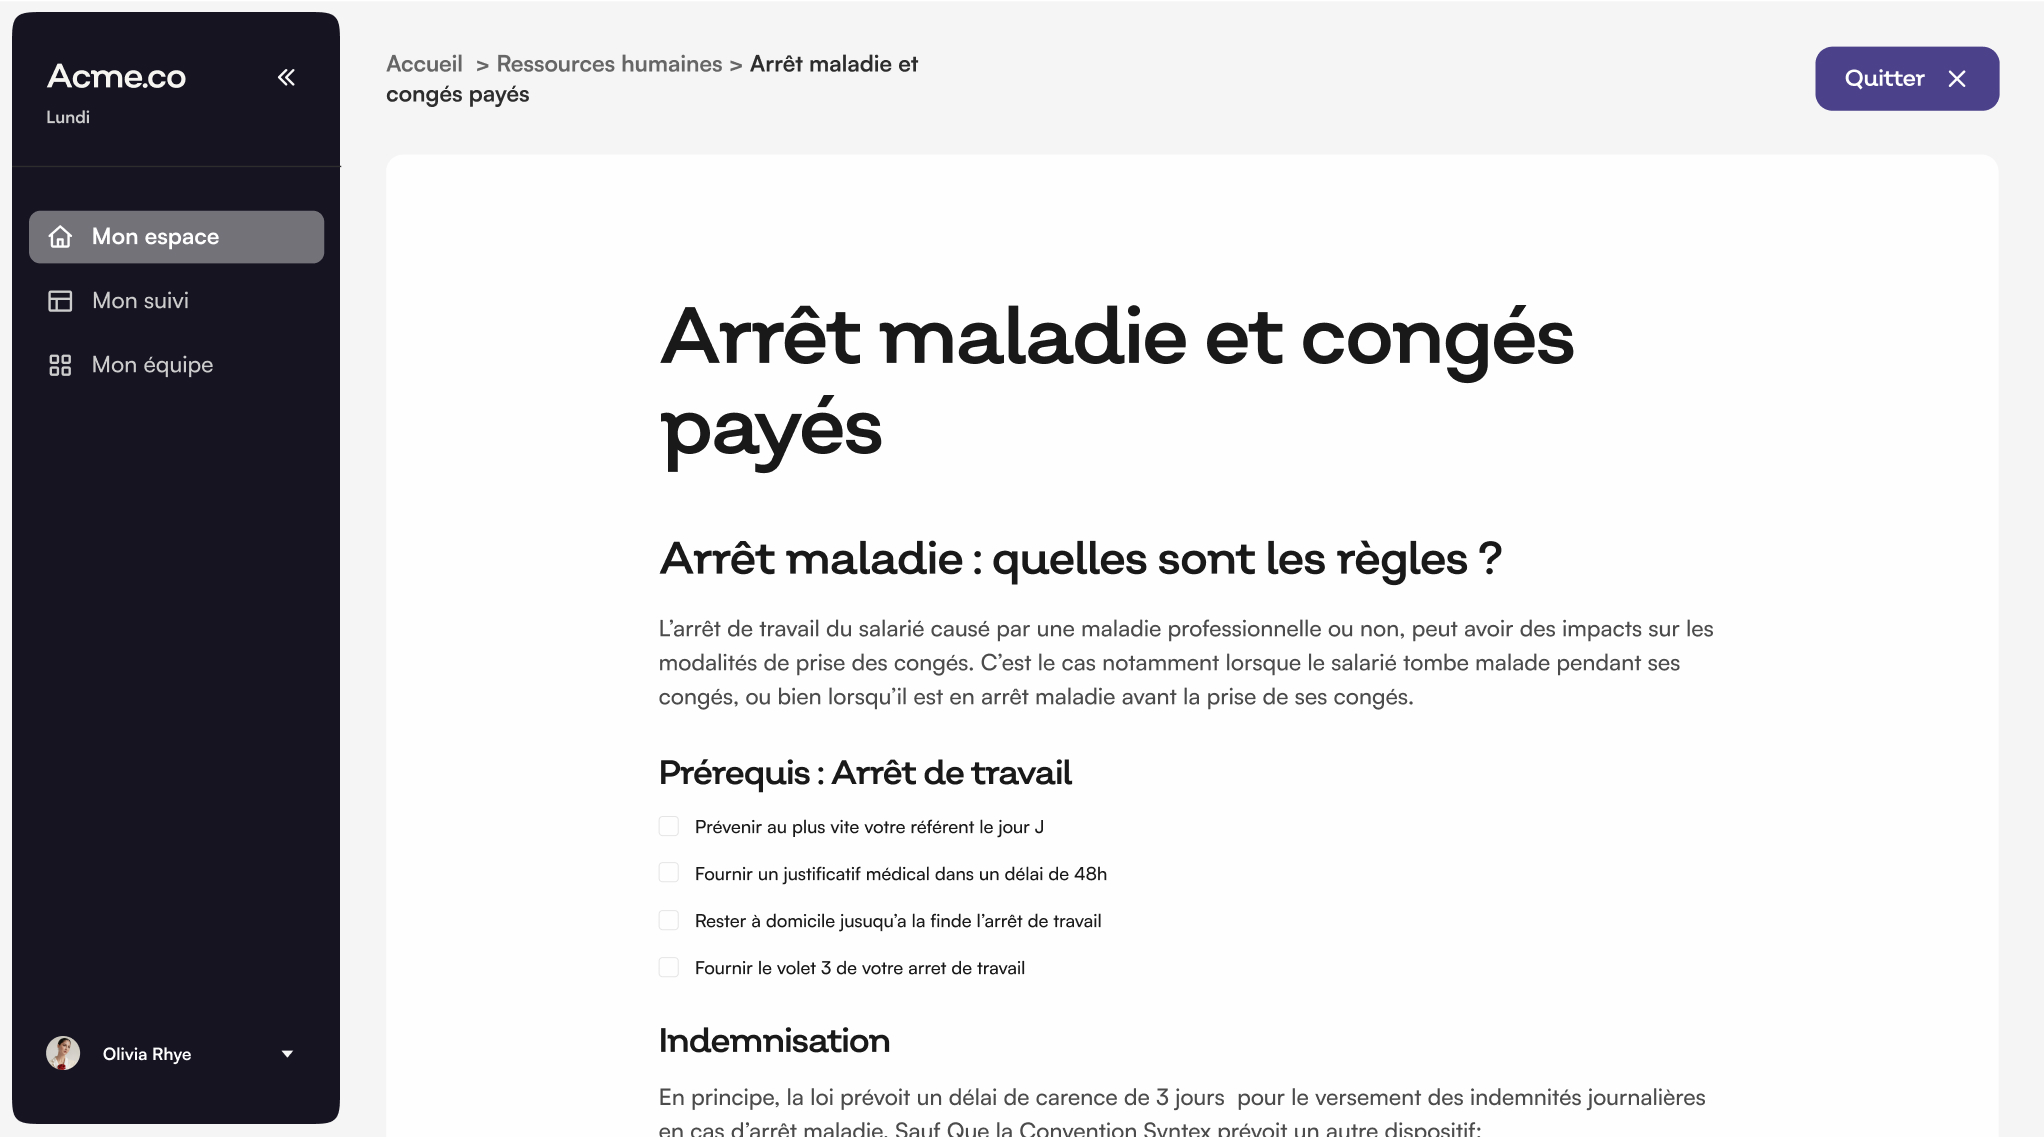 Acme.co
Lundi
Mon espace
Mon suivi
Mon équipe
Olivia Rhye
Accueil > Ressources humaines > Arrêt maladie et
congés payés
Quitter
Arrêt maladie et congés
payés
Arrêt maladie : quelles sont les règles ?
L’arrêt de travail du salarié causé par une maladie professionnelle ou non, peut avoir des impacts sur les
modalités de prise des congés. C’est le cas notamment lorsque le salarié tombe malade pendant ses
congés, ou bien lorsqu’il est en arrêt maladie avant la prise de ses congés.
Prérequis : Arrêt de travail
Prévenir au plus vite votre référent le jour J
Fournir un justificatif médical dans un délai de 48h
Rester à domicile jusuqu’a la finde l’arrêt de travail
Fournir le volet 3 de votre arret de travail
Indemnisation
En principe, la loi prévoit un délai de carence de 3 jours  pour le versement des indemnités journalières
en cas d’arrêt maladie. Sauf Que la Convention Syntex prévoit un autre dispositif: